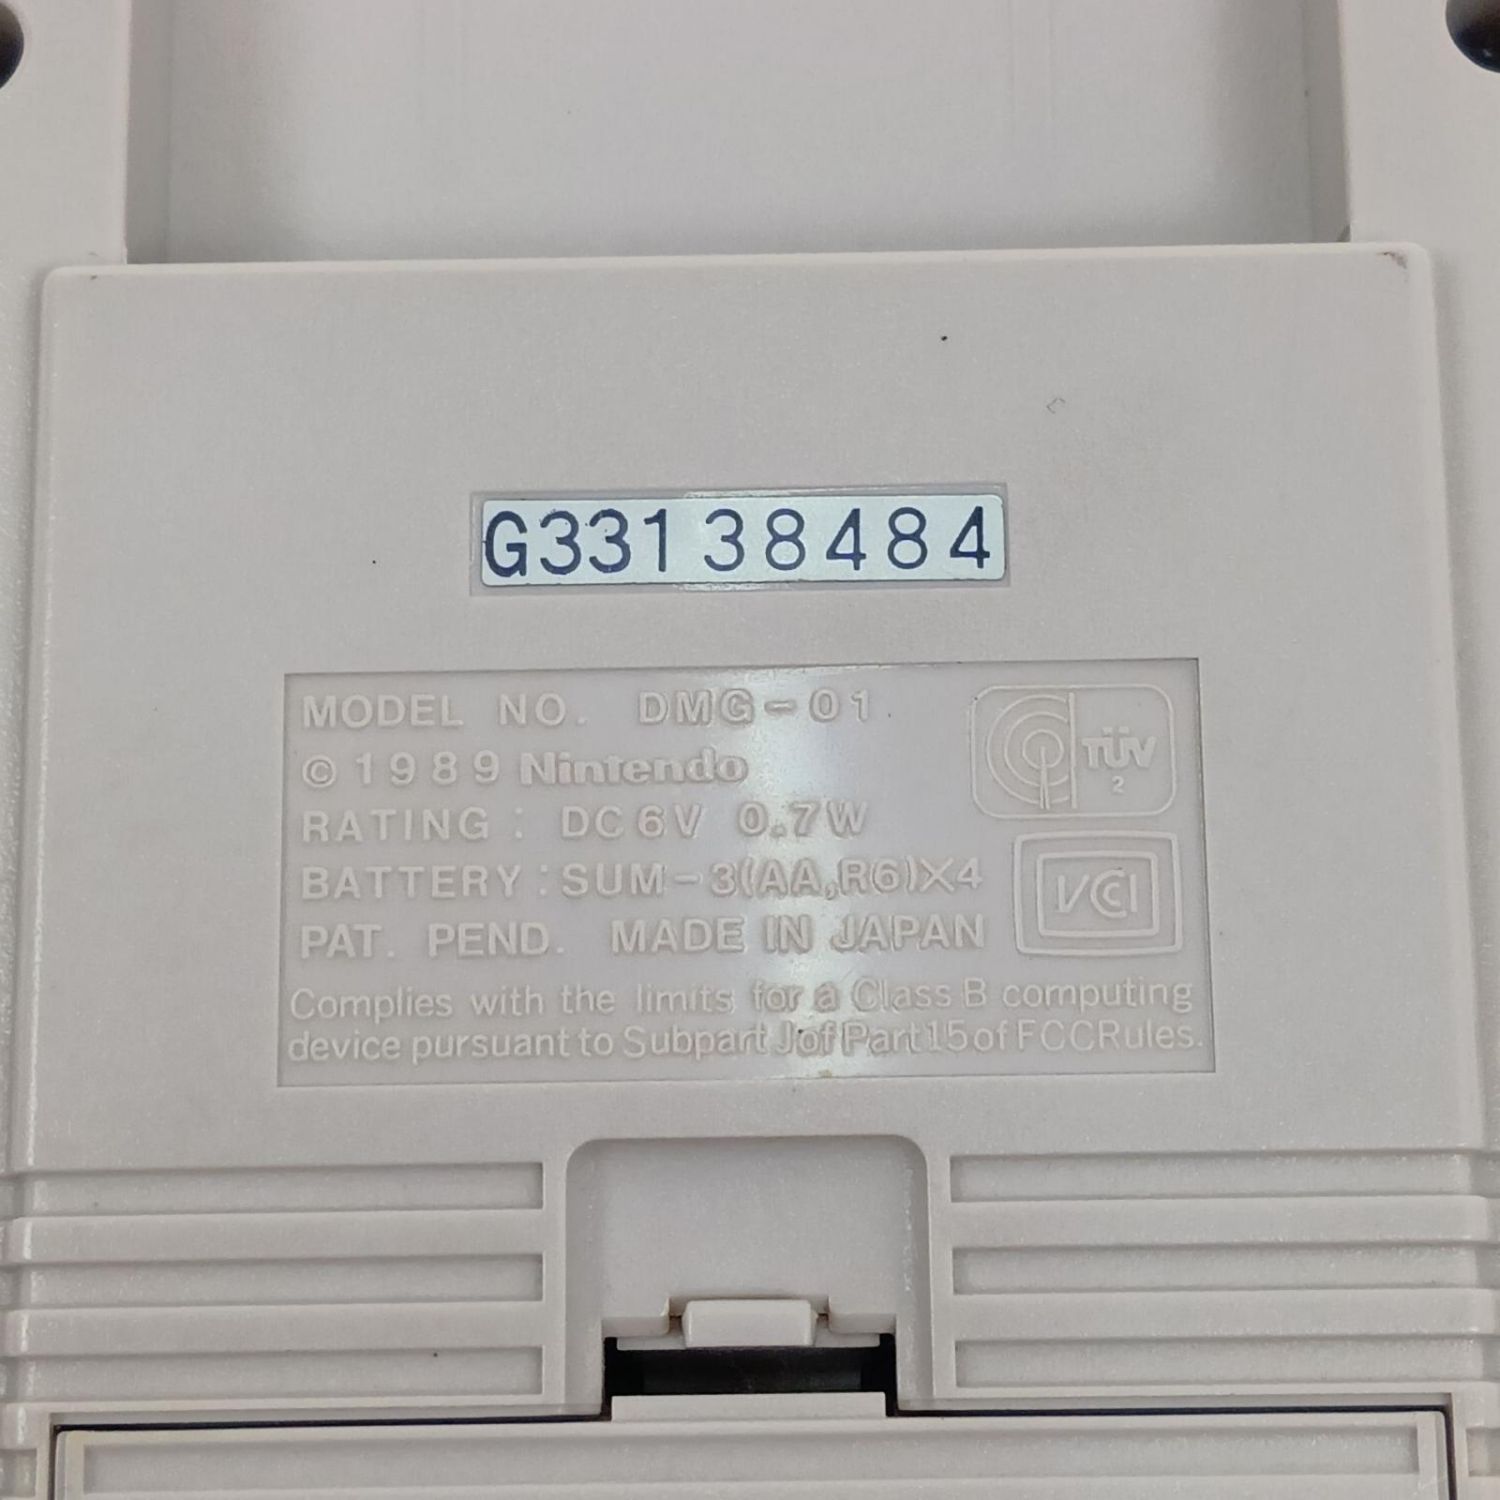 G33138484
MODEL NO. DMG-01
© 1989 Nintendo
RATING : DC 6V 0.7W
BATTERY : SUM-3(AA,R6)X4
PAT. PEND. MADE IN JAPAN
TÜV
2
VCI
Complies with the limits for a Class B computing
device pursuant to Subpart J of Part 15 of FCC Rules.